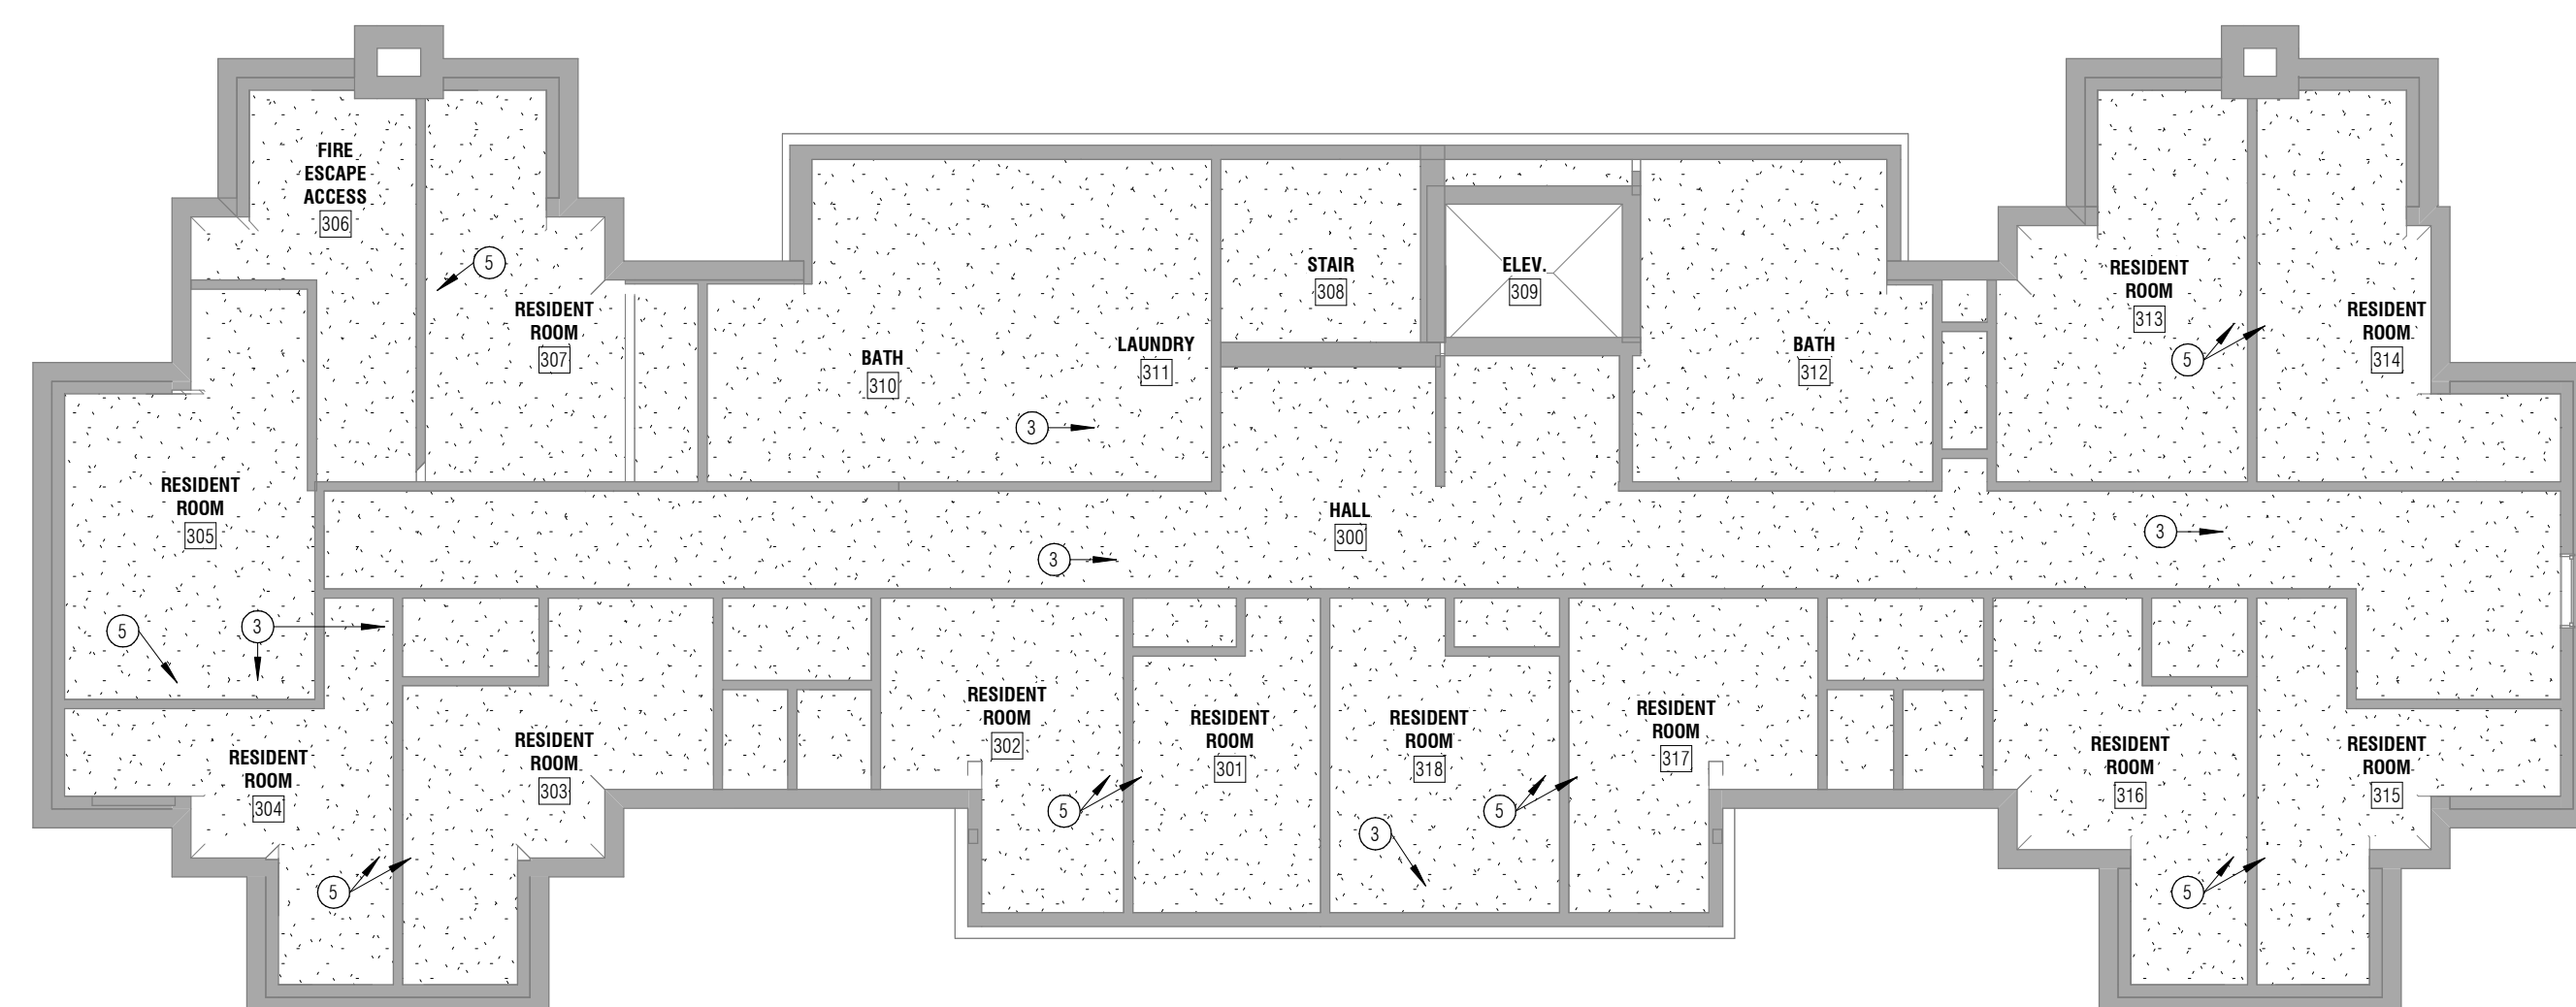 FIRE
ESCAPE
ACCESS
306
5
RESIDENT
ROOM
307
BATH
310
LAUNDRY
311
3
STAIR
308
ELEV.
309
BATH
312
RESIDENT
ROOM
313
5
RESIDENT
ROOM
314
RESIDENT
ROOM
305
5
3
HALL
300
3
3
RESIDENT
ROOM
304
5
RESIDENT
ROOM
303
RESIDENT
ROOM
302
5
RESIDENT
ROOM
301
RESIDENT
ROOM
318
3
5
RESIDENT
ROOM
317
RESIDENT
ROOM
316
5
RESIDENT
ROOM
315